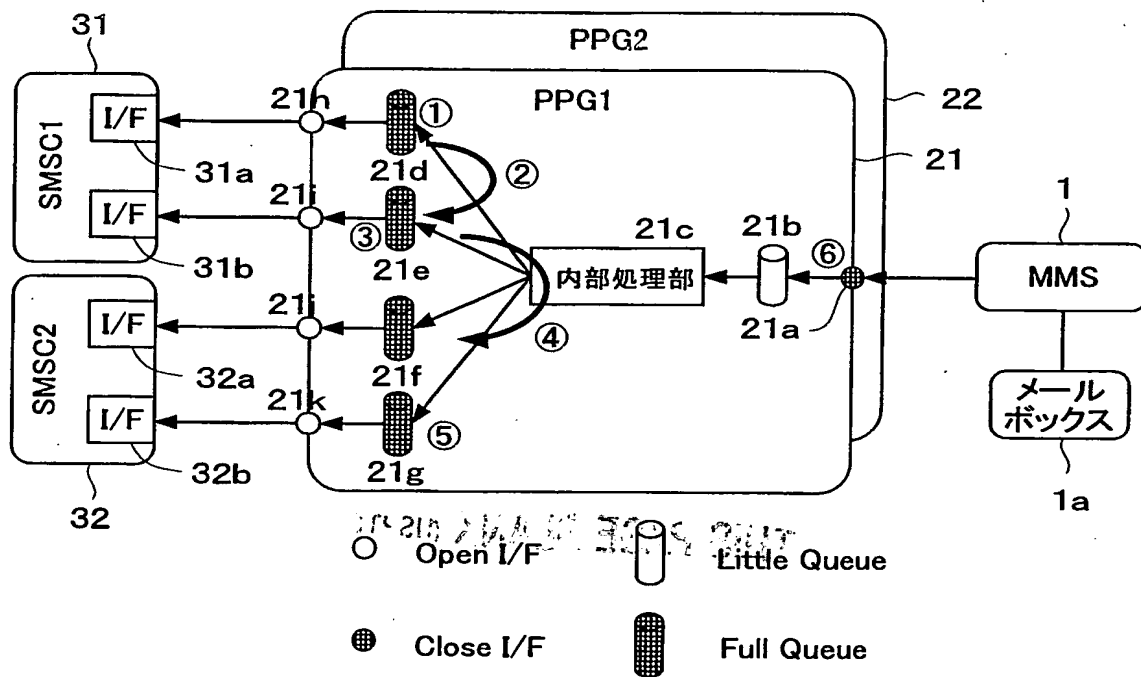 31
SMSC1
I/F
31a
I/F
31b
SMSC2
I/F
32a
I/F
32b
32
PPG2
PPG1
22
21
21h
①
21d
②
21i
③
21e
21c
内部処理部
21b
⑥
21a
21j
④
21f
21k
⑤
21g
1
MMS
メール
ボックス
1a
Open I/F
Little Queue
Close I/F
Full Queue